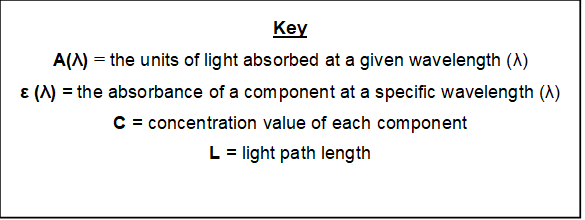 Key
A(λ) = the units of light absorbed at a given wavelength (λ)
ε (λ) = the absorbance of a component at a specific wavelength (λ)
C = concentration value of each component
L = light path length